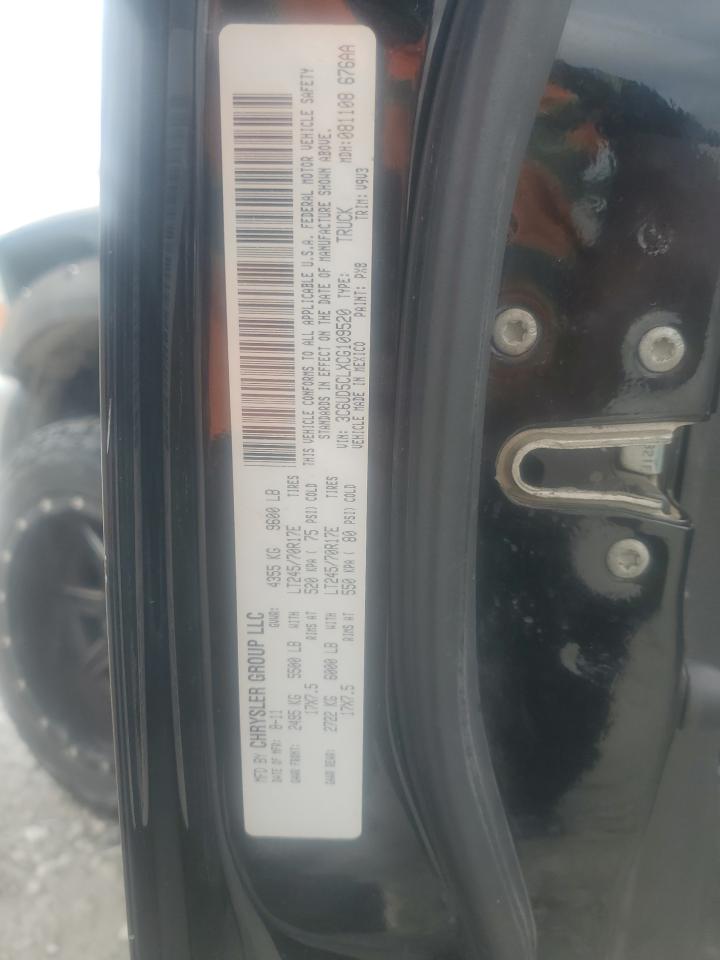 MFD BY CHRYSLER GROUP LLC
DATE OF MFR: 8-11 GVWR: 4355 KG 9600 LB
GAWR FRONT: 2495 KG 5500 LB WITH LT245/70R17E TIRES
17X7.5 RIMS AT 520 KPA ( 75 PSI) COLD
GAWR REAR: 2722 KG 6000 LB WITH LT245/70R17E TIRES
17X7.5 RIMS AT 550 KPA ( 80 PSI) COLD
THIS VEHICLE CONFORMS TO ALL APPLICABLE U.S.A. FEDERAL MOTOR VEHICLE SAFETY
STANDARDS IN EFFECT ON THE DATE OF MANUFACTURE SHOWN ABOVE.
VIN: 3C6UD5CLXCG109520 TYPE: TRUCK MDH: 081108 676AA
VEHICLE MADE IN MEXICO PAINT: PX8 TRIM: V9V3